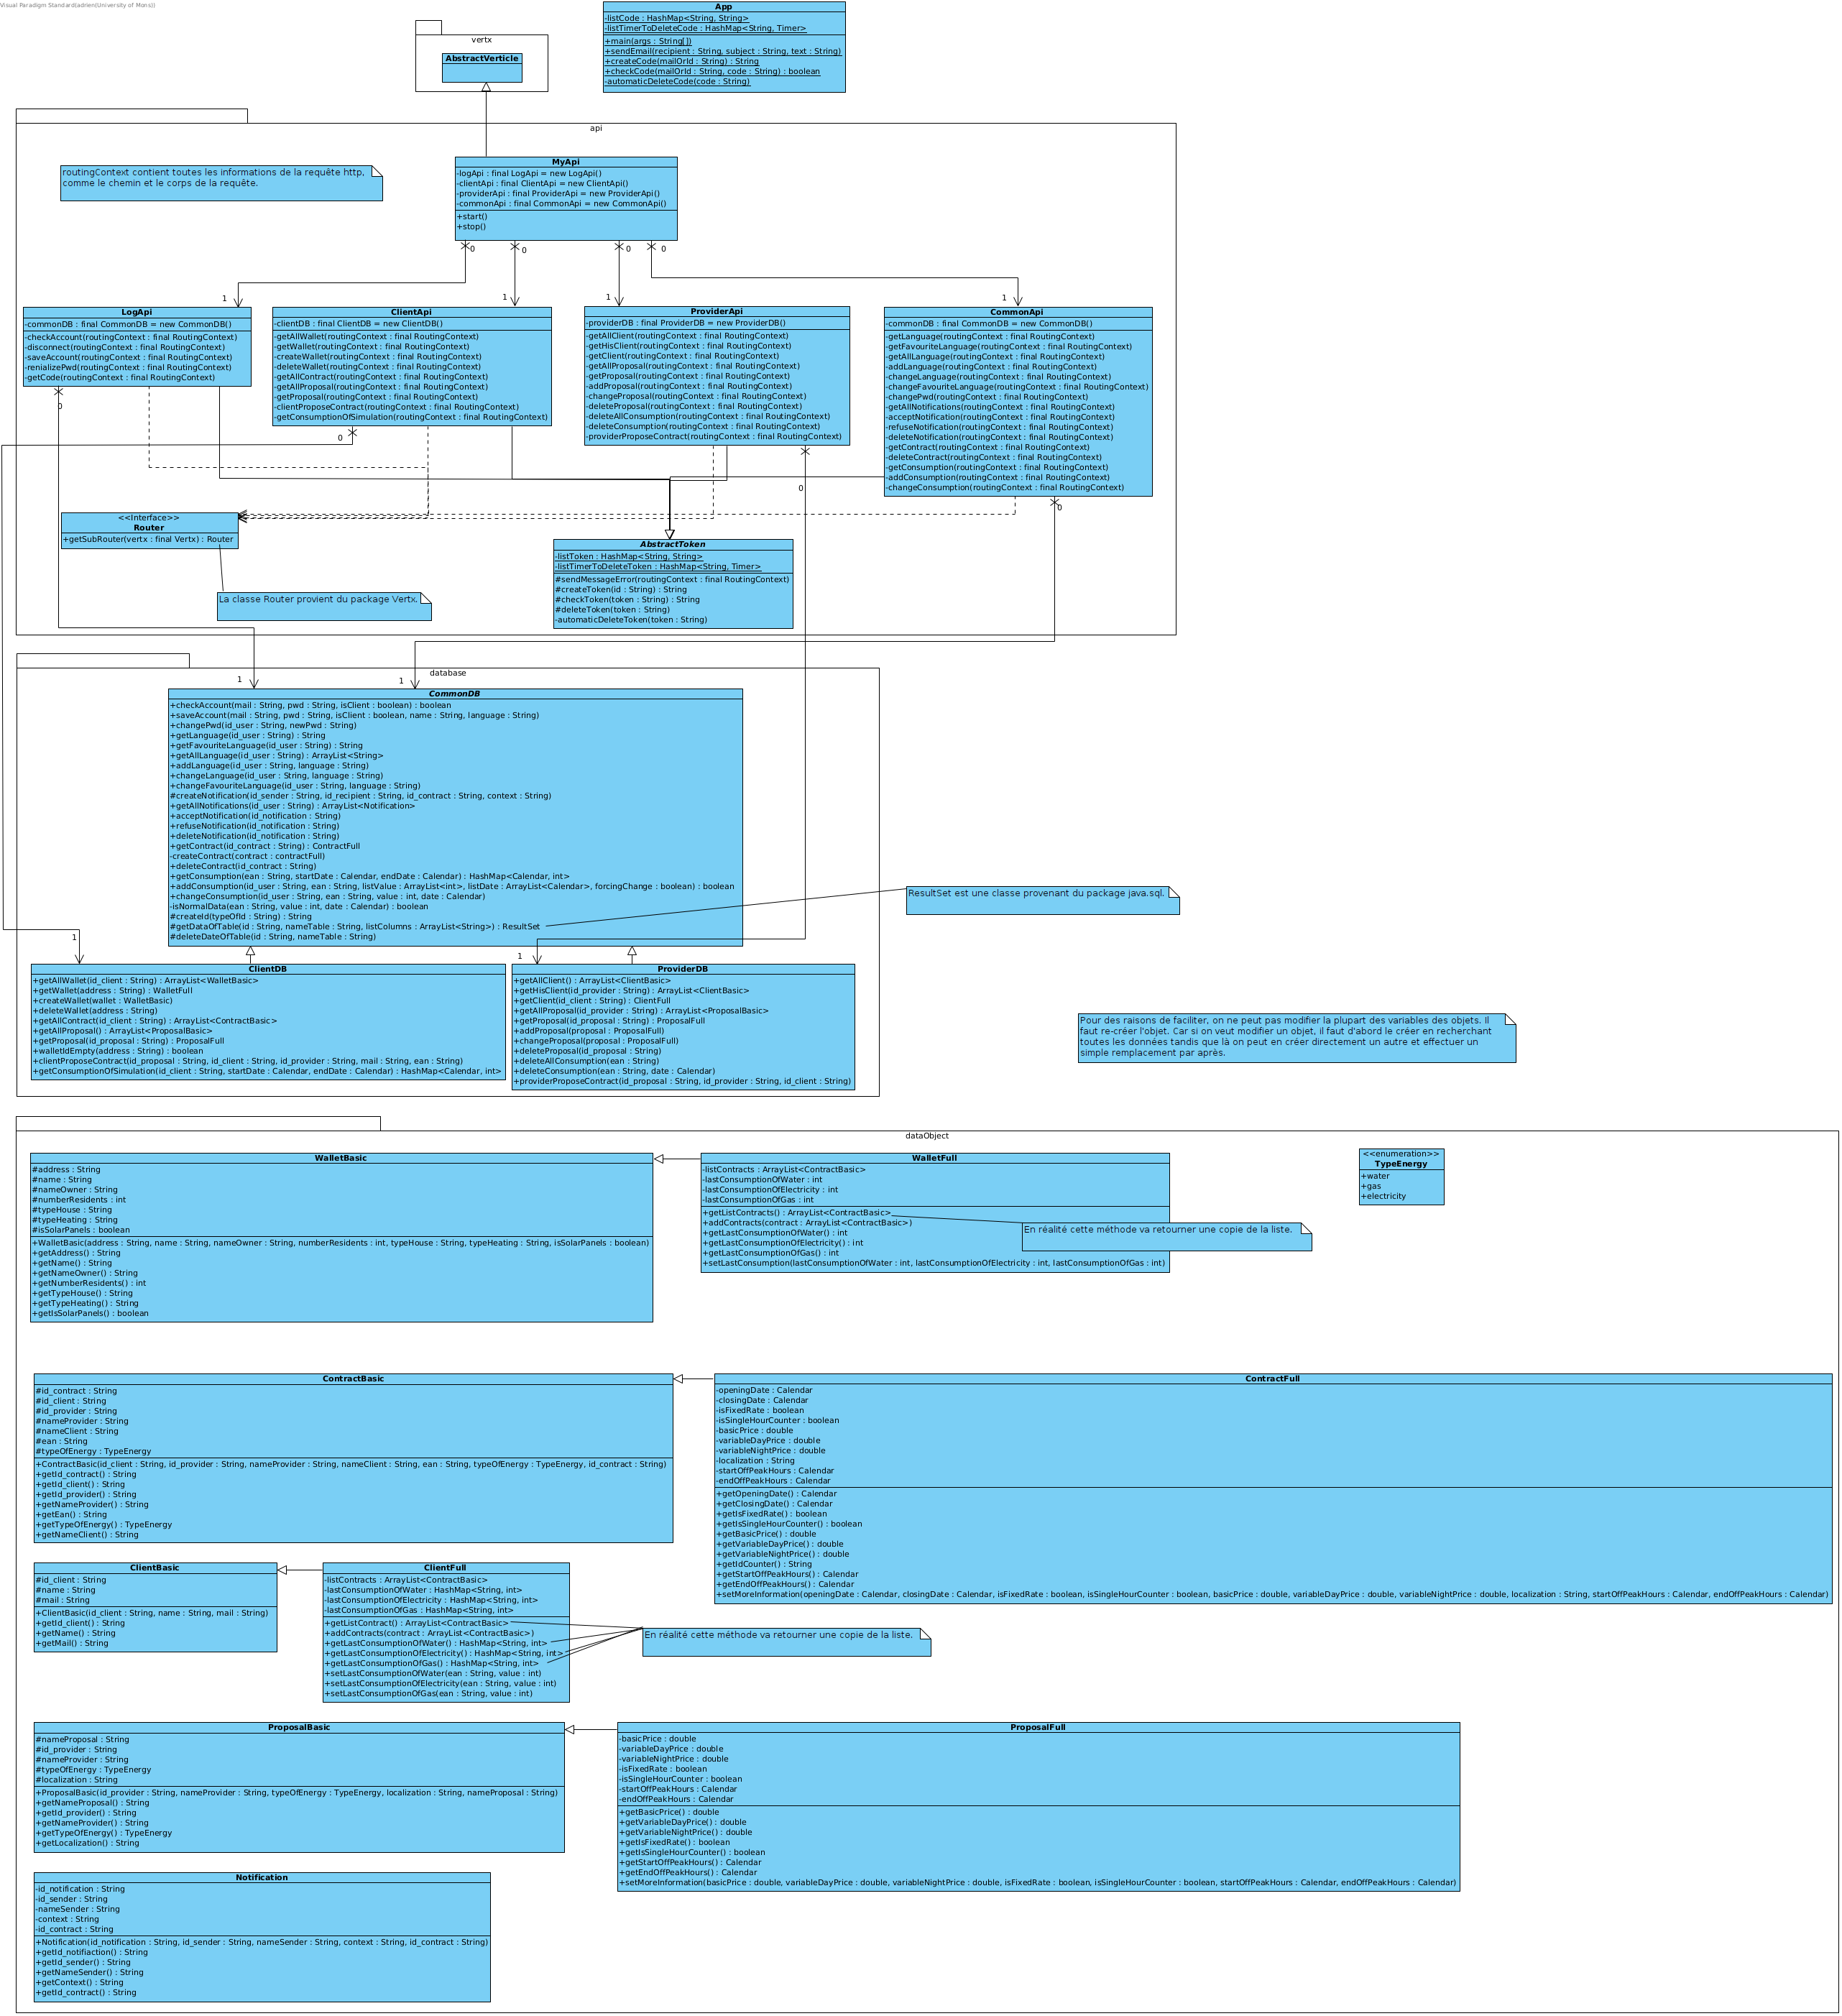 Visual Paradigm Standard(adrien(University of Mons))
App
-listCode : HashMap<String, String>
-listTimerToDeleteCode : HashMap<String, Timer>
+main(args : String[])
+sendEmail(recipient : String, subject : String, text : String)
+createCode(mailOrId : String) : String
+checkCode(mailOrId : String, code : String) : boolean
-automaticDeleteCode(code : String)
vertx
AbstractVerticle
api
routingContext contient toutes les informations de la requête http,
comme le chemin et le corps de la requête.
MyApi
-logApi : final LogApi = new LogApi()
-clientApi : final ClientApi = new ClientApi()
-providerApi : final ProviderApi = new ProviderApi()
-commonApi : final CommonApi = new CommonApi()
+start()
+stop()
0
0
0
0
1
1
1
1
LogApi
-commonDB : final CommonDB = new CommonDB()
-checkAccount(routingContext : final RoutingContext)
-disconnect(routingContext : final RoutingContext)
-saveAccount(routingContext : final RoutingContext)
-renializePwd(routingContext : final RoutingContext)
-getCode(routingContext : final RoutingContext)
0
ClientApi
-clientDB : final ClientDB = new ClientDB()
-getAllWallet(routingContext : final RoutingContext)
-getWallet(routingContext : final RoutingContext)
-createWallet(routingContext : final RoutingContext)
-deleteWallet(routingContext : final RoutingContext)
-getAllContract(routingContext : final RoutingContext)
-getAllProposal(routingContext : final RoutingContext)
-getProposal(routingContext : final RoutingContext)
-clientProposeContract(routingContext : final RoutingContext)
-getConsumptionOfSimulation(routingContext : final RoutingContext)
0
ProviderApi
-providerDB : final ProviderDB = new ProviderDB()
-getAllClient(routingContext : final RoutingContext)
-getHisClient(routingContext : final RoutingContext)
-getClient(routingContext : final RoutingContext)
-getAllProposal(routingContext : final RoutingContext)
-getProposal(routingContext : final RoutingContext)
-addProposal(routingContext : final RoutingContext)
-changeProposal(routingContext : final RoutingContext)
-deleteProposal(routingContext : final RoutingContext)
-deleteAllConsumption(routingContext : final RoutingContext)
-deleteConsumption(routingContext : final RoutingContext)
-providerProposeContract(routingContext : final RoutingContext)
0
CommonApi
-commonDB : final CommonDB = new CommonDB()
-getLanguage(routingContext : final RoutingContext)
-getFavouriteLanguage(routingContext : final RoutingContext)
-getAllLanguage(routingContext : final RoutingContext)
-addLanguage(routingContext : final RoutingContext)
-changeLanguage(routingContext : final RoutingContext)
-changeFavouriteLanguage(routingContext : final RoutingContext)
-changePwd(routingContext : final RoutingContext)
-getAllNotifications(routingContext : final RoutingContext)
-acceptNotification(routingContext : final RoutingContext)
-refuseNotification(routingContext : final RoutingContext)
-deleteNotification(routingContext : final RoutingContext)
-getContract(routingContext : final RoutingContext)
-deleteContract(routingContext : final RoutingContext)
-getConsumption(routingContext : final RoutingContext)
-addConsumption(routingContext : final RoutingContext)
-changeConsumption(routingContext : final RoutingContext)
0
<<Interface>>
Router
+getSubRouter(vertx : final Vertx) : Router
La classe Router provient du package Vertx.
AbstractToken
-listToken : HashMap<String, String>
-listTimerToDeleteToken : HashMap<String, Timer>
#sendMessageError(routingContext : final RoutingContext)
#createToken(id : String) : String
#checkToken(token : String) : String
#deleteToken(token : String)
-automaticDeleteToken(token : String)
database
1
1
CommonDB
+checkAccount(mail : String, pwd : String, isClient : boolean) : boolean
+saveAccount(mail : String, pwd : String, isClient : boolean, name : String, language : String)
+changePwd(id_user : String, newPwd : String)
+getLanguage(id_user : String) : String
+getFavouriteLanguage(id_user : String) : String
+getAllLanguage(id_user : String) : ArrayList<String>
+addLanguage(id_user : String, language : String)
+changeLanguage(id_user : String, language : String)
+changeFavouriteLanguage(id_user : String, language : String)
#createNotification(id_sender : String, id_recipient : String, id_contract : String, context : String)
+getAllNotifications(id_user : String) : ArrayList<Notification>
+acceptNotification(id_notification : String)
+refuseNotification(id_notification : String)
+deleteNotification(id_notification : String)
+getContract(id_contract : String) : ContractFull
-createContract(contract : contractFull)
+deleteContract(id_contract : String)
+getConsumption(ean : String, startDate : Calendar, endDate : Calendar) : HashMap<Calendar, int>
+addConsumption(id_user : String, ean : String, listValue : ArrayList<int>, listDate : ArrayList<Calendar>, forcingChange : boolean) : boolean
+changeConsumption(id_user : String, ean : String, value : int, date : Calendar)
-isNormalData(ean : String, value : int, date : Calendar) : boolean
#createId(typeOfId : String) : String
#getDataOfTable(id : String, nameTable : String, listColumns : ArrayList<String>) : ResultSet
#deleteDateOfTable(id : String, nameTable : String)
ResultSet est une classe provenant du package java.sql.
1
1
ClientDB
+getAllWallet(id_client : String) : ArrayList<WalletBasic>
+getWallet(address : String) : WalletFull
+createWallet(wallet : WalletBasic)
+deleteWallet(address : String)
+getAllContract(id_client : String) : ArrayList<ContractBasic>
+getAllProposal() : ArrayList<ProposalBasic>
+getProposal(id_proposal : String) : ProposalFull
+walletIdEmpty(address : String) : boolean
+clientProposeContract(id_proposal : String, id_client : String, id_provider : String, mail : String, ean : String)
+getConsumptionOfSimulation(id_client : String, startDate : Calendar, endDate : Calendar) : HashMap<Calendar, int>
ProviderDB
+getAllClient() : ArrayList<ClientBasic>
+getHisClient(id_provider : String) : ArrayList<ClientBasic>
+getClient(id_client : String) : ClientFull
+getAllProposal(id_provider : String) : ArrayList<ProposalBasic>
+getProposal(id_proposal : String) : ProposalFull
+addProposal(proposal : ProposalFull)
+changeProposal(proposal : ProposalFull)
+deleteProposal(id_proposal : String)
+deleteAllConsumption(ean : String)
+deleteConsumption(ean : String, date : Calendar)
+providerProposeContract(id_proposal : String, id_provider : String, id_client : String)
Pour des raisons de faciliter, on ne peut pas modifier la plupart des variables des objets. Il
faut re-créer l'objet. Car si on veut modifier un objet, il faut d'abord le créer en recherchant
toutes les données tandis que là on peut en créer directement un autre et effectuer un
simple remplacement par après.
dataObject
WalletBasic
#address : String
#name : String
#nameOwner : String
#numberResidents : int
#typeHouse : String
#typeHeating : String
#isSolarPanels : boolean
+WalletBasic(address : String, name : String, nameOwner : String, numberResidents : int, typeHouse : String, typeHeating : String, isSolarPanels : boolean)
+getAddress() : String
+getName() : String
+getNameOwner() : String
+getNumberResidents() : int
+getTypeHouse() : String
+getTypeHeating() : String
+getIsSolarPanels() : boolean
WalletFull
-listContracts : ArrayList<ContractBasic>
-lastConsumptionOfWater : int
-lastConsumptionOfElectricity : int
-lastConsumptionOfGas : int
+getListContracts() : ArrayList<ContractBasic>
+addContracts(contract : ArrayList<ContractBasic>)
+getLastConsumptionOfWater() : int
+getLastConsumptionOfElectricity() : int
+getLastConsumptionOfGas() : int
+setLastConsumption(lastConsumptionOfWater : int, lastConsumptionOfElectricity : int, lastConsumptionOfGas : int)
En réalité cette méthode va retourner une copie de la liste.
<<enumeration>>
TypeEnergy
+water
+gas
+electricity
ContractBasic
#id_contract : String
#id_client : String
#id_provider : String
#nameProvider : String
#nameClient : String
#ean : String
#typeOfEnergy : TypeEnergy
+ContractBasic(id_client : String, id_provider : String, nameProvider : String, nameClient : String, ean : String, typeOfEnergy : TypeEnergy, id_contract : String)
+getId_contract() : String
+getId_client() : String
+getId_provider() : String
+getNameProvider() : String
+getEan() : String
+getTypeOfEnergy() : TypeEnergy
+getNameClient() : String
ContractFull
-openingDate : Calendar
-closingDate : Calendar
-isFixedRate : boolean
-isSingleHourCounter : boolean
-basicPrice : double
-variableDayPrice : double
-variableNightPrice : double
-localization : String
-startOffPeakHours : Calendar
-endOffPeakHours : Calendar
+getOpeningDate() : Calendar
+getClosingDate() : Calendar
+getIsFixedRate() : boolean
+getIsSingleHourCounter() : boolean
+getBasicPrice() : double
+getVariableDayPrice() : double
+getVariableNightPrice() : double
+getIdCounter() : String
+getStartOffPeakHours() : Calendar
+getEndOffPeakHours() : Calendar
+setMoreInformation(openingDate : Calendar, closingDate : Calendar, isFixedRate : boolean, isSingleHourCounter : boolean, basicPrice : double, variableDayPrice : double, variableNightPrice : double, localization : String, startOffPeakHours : Calendar, endOffPeakHours : Calendar)
ClientBasic
#id_client : String
#name : String
#mail : String
+ClientBasic(id_client : String, name : String, mail : String)
+getId_client() : String
+getName() : String
+getMail() : String
ClientFull
-listContracts : ArrayList<ContractBasic>
-lastConsumptionOfWater : HashMap<String, int>
-lastConsumptionOfElectricity : HashMap<String, int>
-lastConsumptionOfGas : HashMap<String, int>
+getListContract() : ArrayList<ContractBasic>
+addContracts(contract : ArrayList<ContractBasic>)
+getLastConsumptionOfWater() : HashMap<String, int>
+getLastConsumptionOfElectricity() : HashMap<String, int>
+getLastConsumptionOfGas() : HashMap<String, int>
+setLastConsumptionOfWater(ean : String, value : int)
+setLastConsumptionOfElectricity(ean : String, value : int)
+setLastConsumptionOfGas(ean : String, value : int)
En réalité cette méthode va retourner une copie de la liste.
ProposalBasic
#nameProposal : String
#id_provider : String
#nameProvider : String
#typeOfEnergy : TypeEnergy
#localization : String
+ProposalBasic(id_provider : String, nameProvider : String, typeOfEnergy : TypeEnergy, localization : String, nameProposal : String)
+getNameProposal() : String
+getId_provider() : String
+getNameProvider() : String
+getTypeOfEnergy() : TypeEnergy
+getLocalization() : String
ProposalFull
-basicPrice : double
-variableDayPrice : double
-variableNightPrice : double
-isFixedRate : boolean
-isSingleHourCounter : boolean
-startOffPeakHours : Calendar
-endOffPeakHours : Calendar
+getBasicPrice() : double
+getVariableDayPrice() : double
+getVariableNightPrice() : double
+getIsFixedRate() : boolean
+getIsSingleHourCounter() : boolean
+getStartOffPeakHours() : Calendar
+getEndOffPeakHours() : Calendar
+setMoreInformation(basicPrice : double, variableDayPrice : double, variableNightPrice : double, isFixedRate : boolean, isSingleHourCounter : boolean, startOffPeakHours : Calendar, endOffPeakHours : Calendar)
Notification
-id_notification : String
-id_sender : String
-nameSender : String
-context : String
-id_contract : String
+Notification(id_notification : String, id_sender : String, nameSender : String, context : String, id_contract : String)
+getId_notifiaction() : String
+getId_sender() : String
+getNameSender() : String
+getContext() : String
+getId_contract() : String